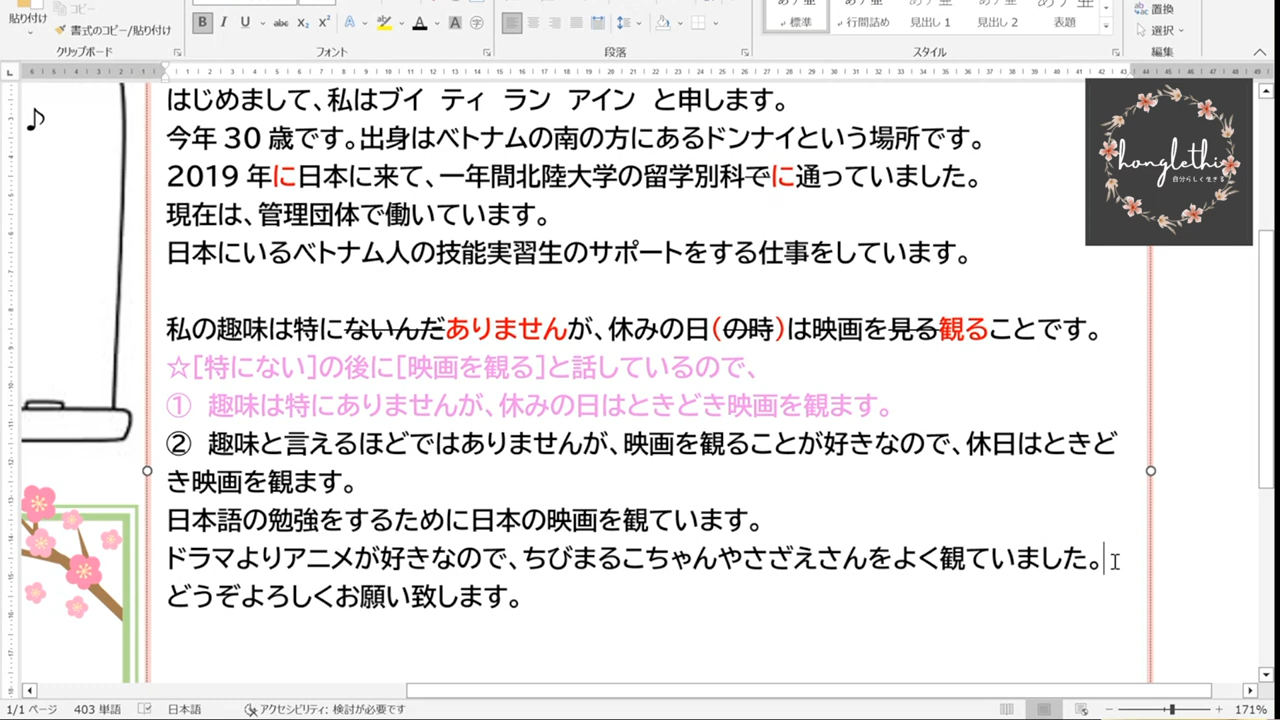 コピー
貼り付け
書式のコピー/貼り付け
クリップボード
B I U abc X₂ X² A A A 字
フォント
段落
標準
行間詰め
見出し 1
見出し 2
表題
スタイル
置換
選択
編集
はじめまして、私はブイ ティ ラン アイン と申します。
今年 30 歳です。出身はベトナムの南の方にあるドンナイという場所です。
2019 年に日本に来て、一年間北陸大学の留学別科でに通っていました。
現在は、管理団体で働いています。
日本にいるベトナム人の技能実習生のサポートをする仕事をしています。
私の趣味は特にないんだありませんが、休みの日(の時)は映画を見る観ることです。
☆[特にない]の後に[映画を観る]と話しているので、
① 趣味は特にありませんが、休みの日はときどき映画を観ます。
② 趣味と言えるほどではありませんが、映画を観ることが好きなので、休日はときど
き映画を観ます。
日本語の勉強をするために日本の映画を観ています。
ドラマよりアニメが好きなので、ちびまるこちゃんやさざえさんをよく観ていました。
どうぞよろしくお願い致します。
honglethi
自分らしく生きる
1/1 ページ 403 単語 日本語 アクセシビリティ: 検討が必要です 171%